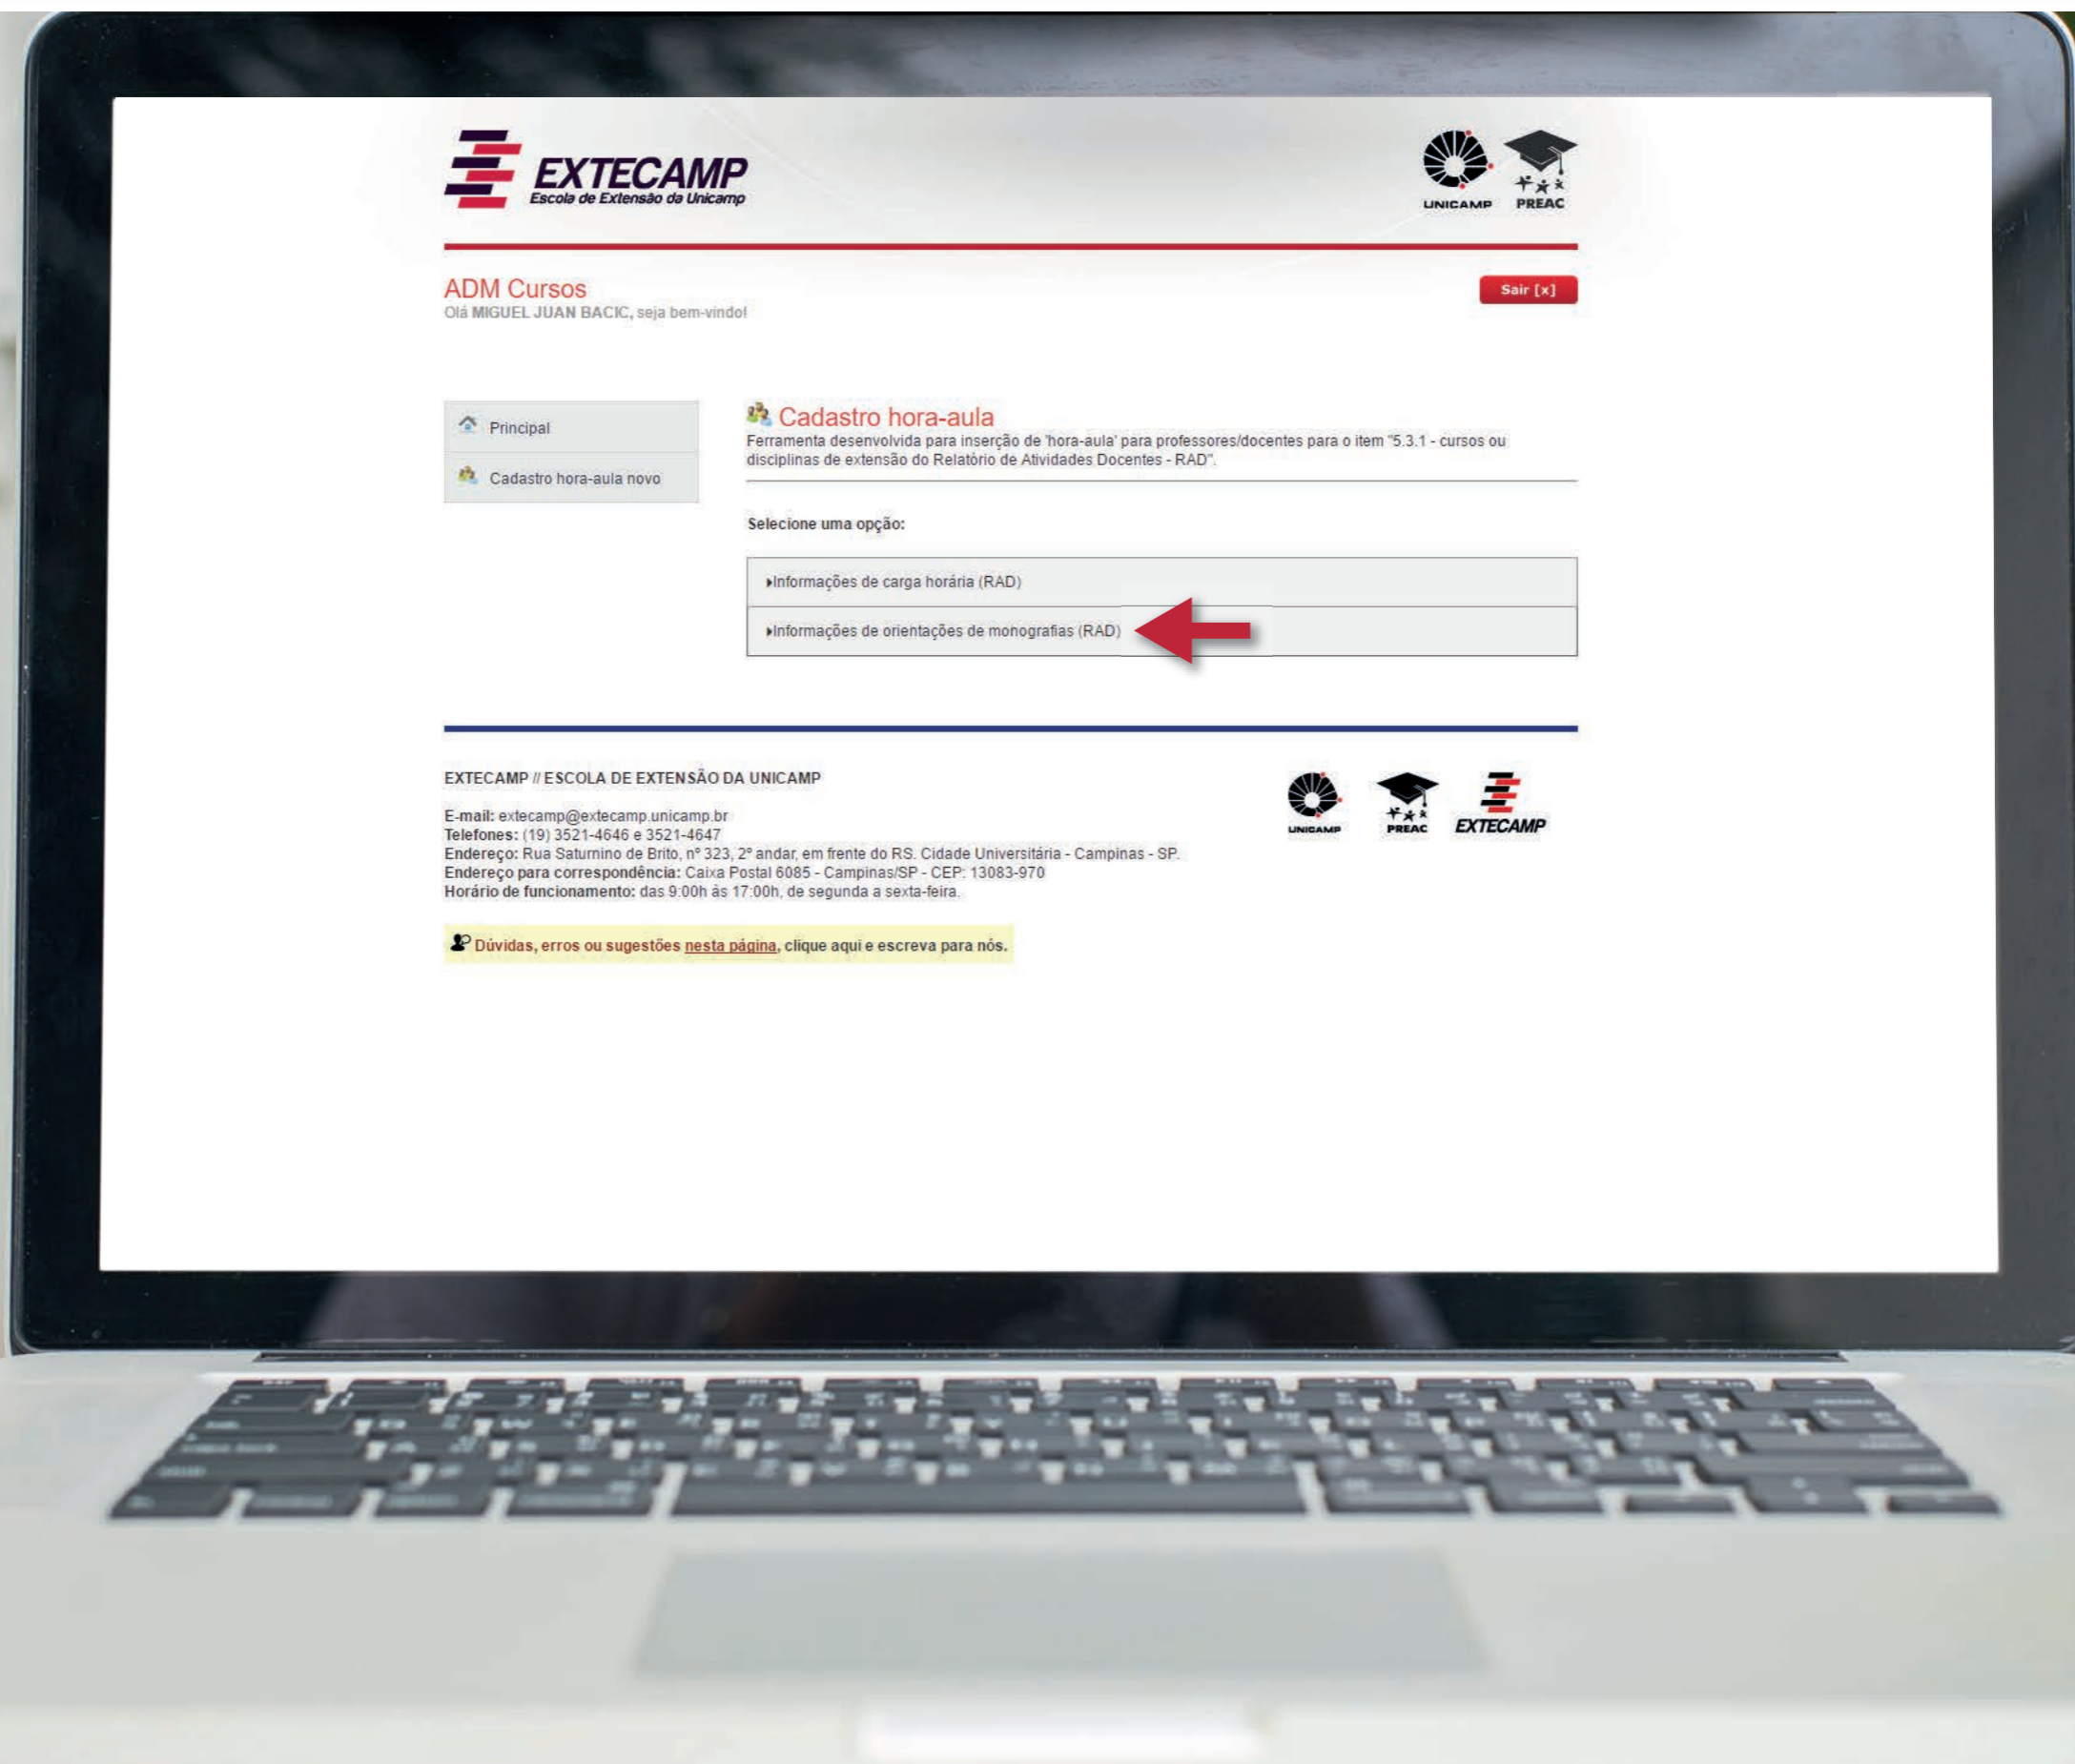 EXTECAMP
Escola de Extensão da Unicamp
UNICAMP
PREAC
ADM Cursos
Olá MIGUEL JUAN BACIC, seja bem-vindo!
Sair [x]
Principal
Cadastro hora-aula novo
Cadastro hora-aula
Ferramenta desenvolvida para inserção de 'hora-aula' para professores/docentes para o item "5.3.1 - cursos ou
disciplinas de extensão do Relatório de Atividades Docentes - RAD".
Selecione uma opção:
Informações de carga horária (RAD)
Informações de orientações de monografias (RAD)
EXTECAMP // ESCOLA DE EXTENSÃO DA UNICAMP
E-mail: extecamp@extecamp.unicamp.br
Telefones: (19) 3521-4646 e 3521-4647
Endereço: Rua Saturnino de Brito, nº 323, 2º andar, em frente do RS. Cidade Universitária - Campinas - SP.
Endereço para correspondência: Caixa Postal 6085 - Campinas/SP - CEP: 13083-970
Horário de funcionamento: das 9:00h às 17:00h, de segunda a sexta-feira.
UNICAMP
PREAC
EXTECAMP
Dúvidas, erros ou sugestões nesta página, clique aqui e escreva para nós.